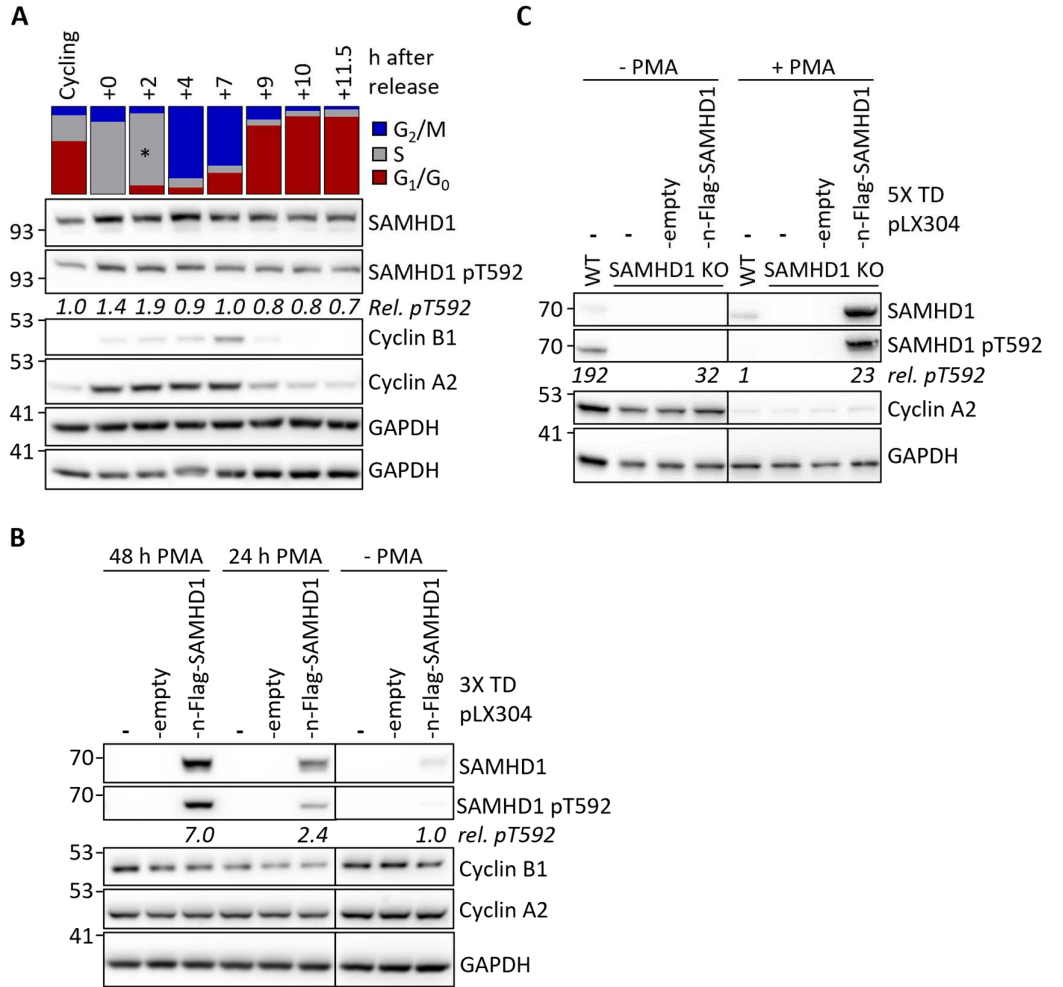 A
Cycling
+0
+2
+4
+7
+9
+10
+11.5
h after
release
G2/M
S
G1/G0
*
93
SAMHD1
93
SAMHD1 pT592
1.0 1.4 1.9 0.9 1.0 0.8 0.8 0.7 Rel. pT592
53
Cyclin B1
53
Cyclin A2
41
GAPDH
41
GAPDH
C
- PMA
+ PMA
-
-
-empty
-n-Flag-SAMHD1
-
-
-empty
-n-Flag-SAMHD1
5X TD
pLX304
WT
SAMHD1 KO
WT
SAMHD1 KO
70
SAMHD1
70
SAMHD1 pT592
192 32 1 23 rel. pT592
53
Cyclin A2
41
GAPDH
B
48 h PMA
24 h PMA
- PMA
-
-empty
-n-Flag-SAMHD1
-
-empty
-n-Flag-SAMHD1
-
-empty
-n-Flag-SAMHD1
3X TD
pLX304
70
SAMHD1
70
SAMHD1 pT592
7.0 2.4 1.0 rel. pT592
53
Cyclin B1
53
Cyclin A2
41
GAPDH